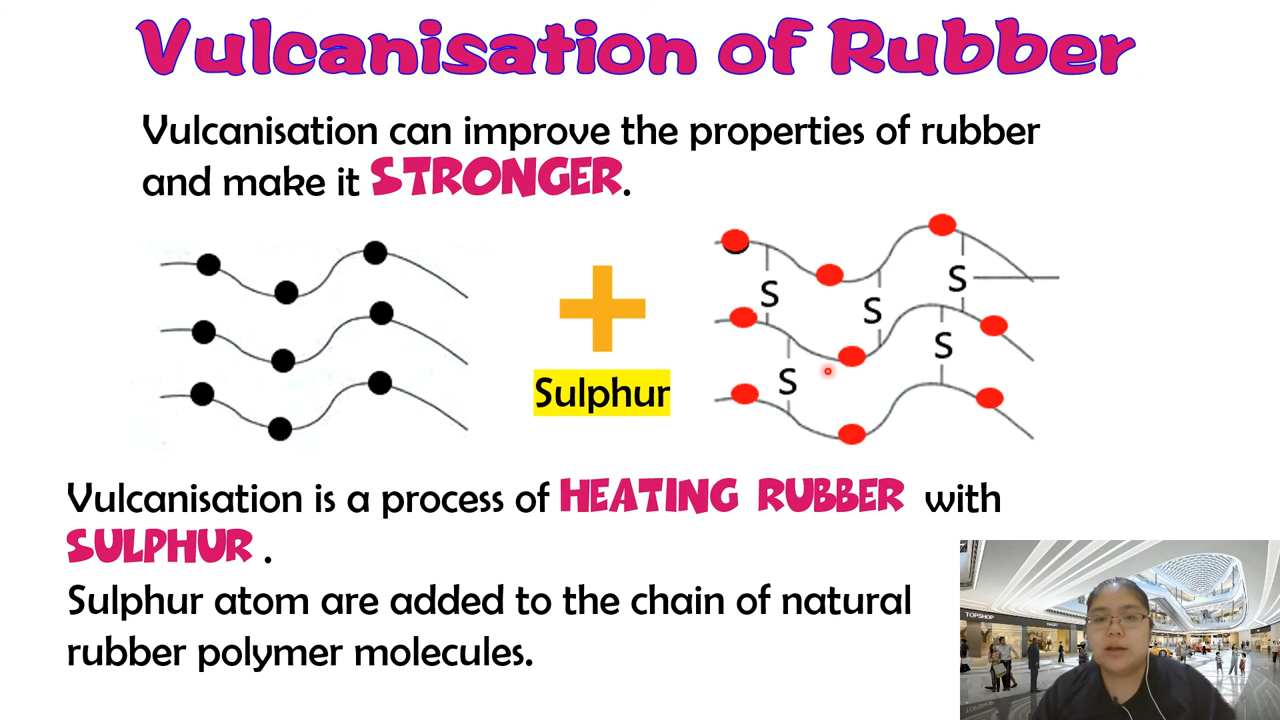 Vulcanisation of Rubber
Vulcanisation can improve the properties of rubber
and make it STRONGER.
S
S
S
S
S
Sulphur
Vulcanisation is a process of HEATING RUBBER with
SULPHUR .
Sulphur atom are added to the chain of natural
rubber polymer molecules.
TOPSHOP